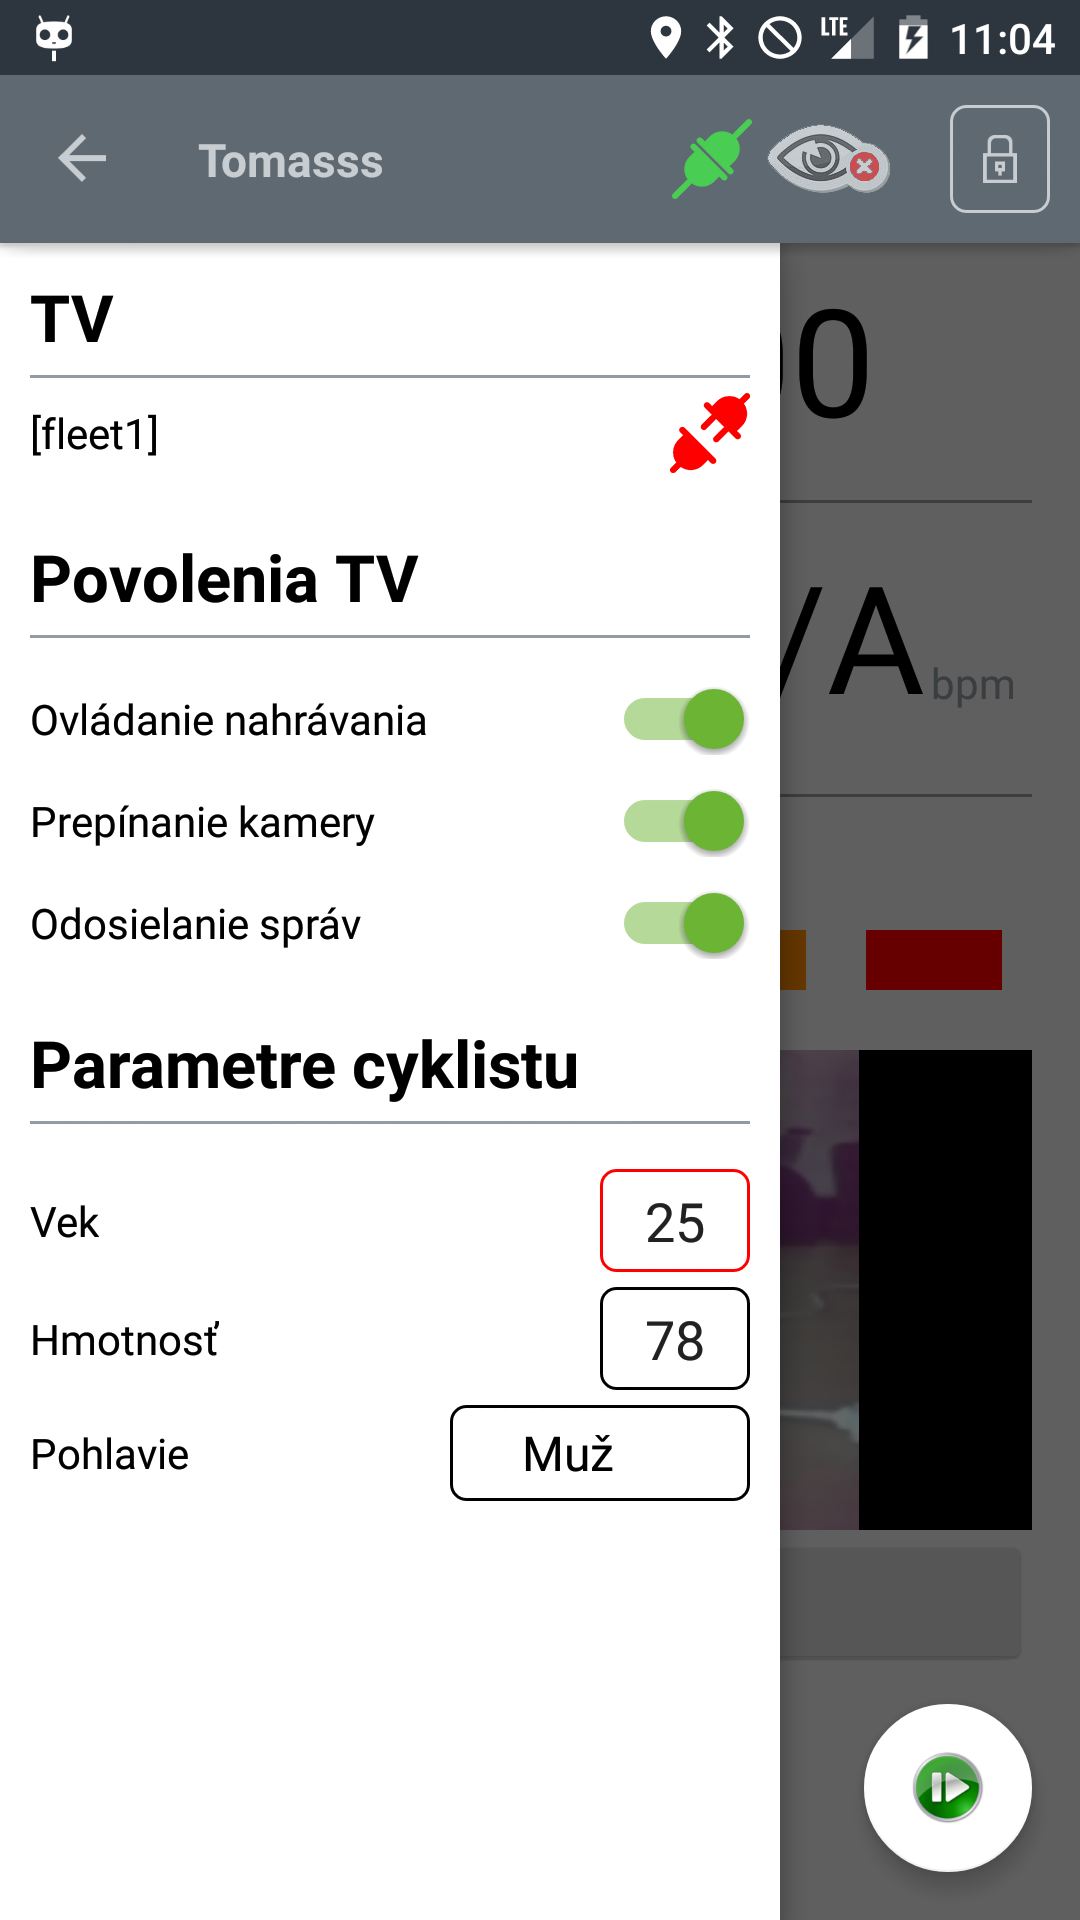 LTE 11:04
Tomasss
TV
[fleet1]
Povolenia TV
Ovládanie nahrávania
Prepínanie kamery
Odosielanie správ
Parametre cyklistu
Vek 25
Hmotnosť 78
Pohlavie Muž
0
/A bpm